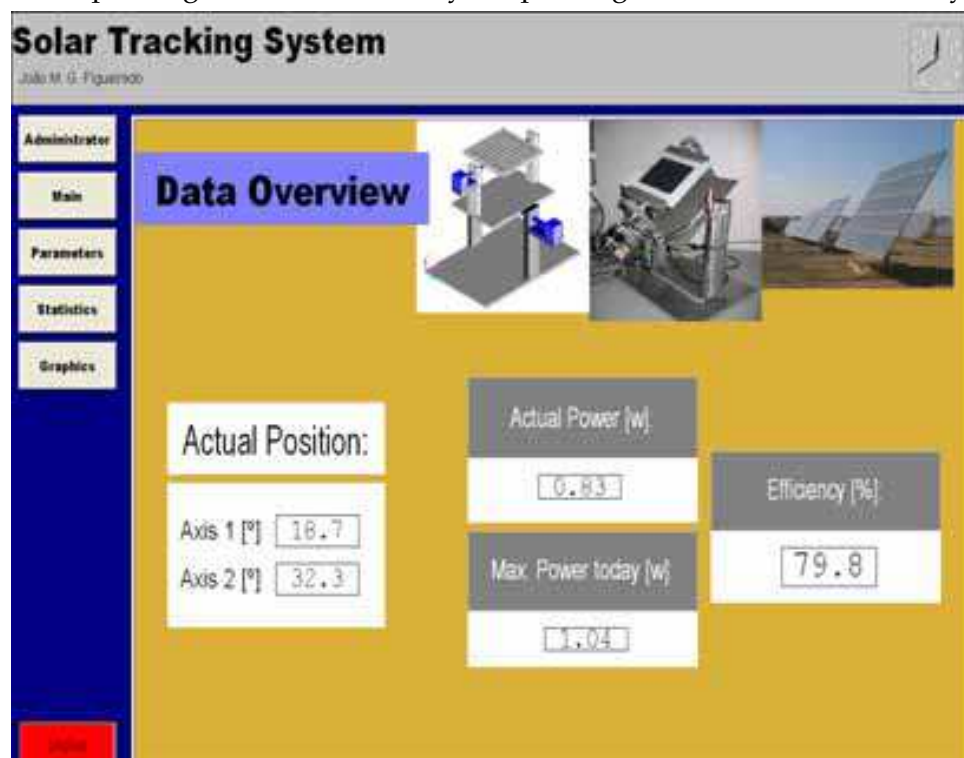 Solar Tracking System
João M. G. Figueiredo
Administrator
Main
Parameters
Statistics
Graphics
Data Overview
Actual Position:
Axis 1 [º] 18.7
Axis 2 [º] 32.3
Actual Power [w]:
0.83
Max. Power today [w]
1.04
Efficiency [%]:
79.8